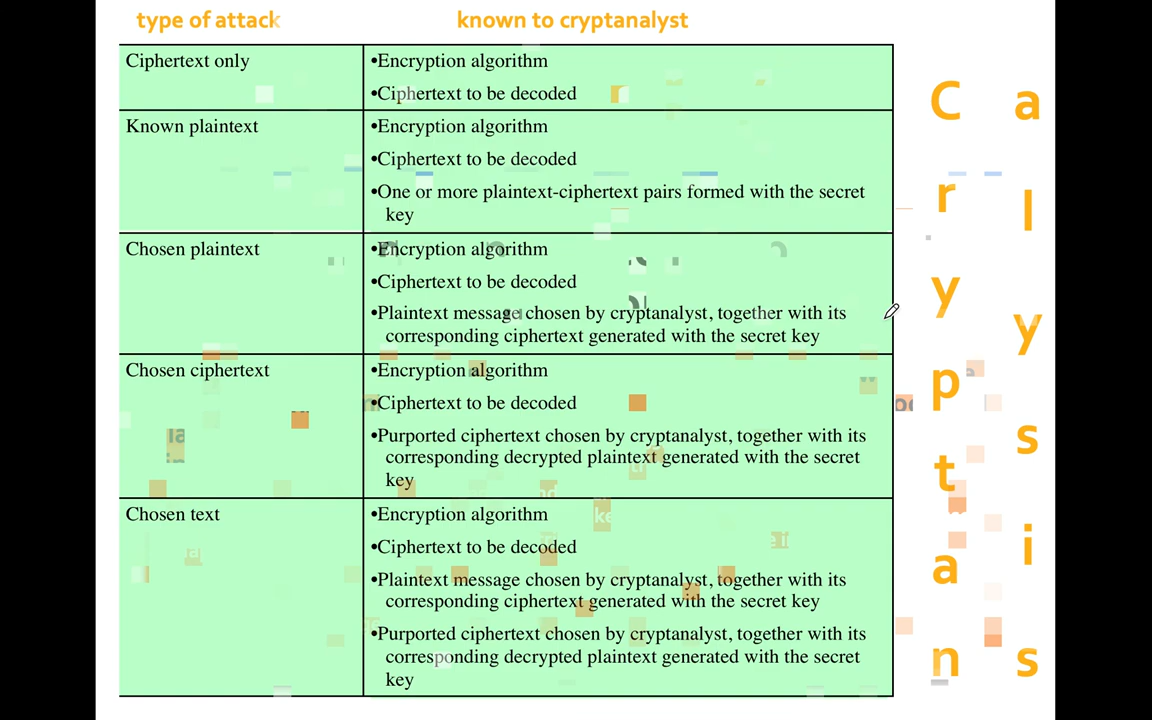 type of attack
known to cryptanalyst
Ciphertext only
•Encryption algorithm
•Ciphertext to be decoded
Known plaintext
•Encryption algorithm
•Ciphertext to be decoded
•One or more plaintext-ciphertext pairs formed with the secret
key
Chosen plaintext
•Encryption algorithm
•Ciphertext to be decoded
•Plaintext message chosen by cryptanalyst, together with its
corresponding ciphertext generated with the secret key
Chosen ciphertext
•Encryption algorithm
•Ciphertext to be decoded
•Purported ciphertext chosen by cryptanalyst, together with its
corresponding decrypted plaintext generated with the secret
key
Chosen text
•Encryption algorithm
•Ciphertext to be decoded
•Plaintext message chosen by cryptanalyst, together with its
corresponding ciphertext generated with the secret key
•Purported ciphertext chosen by cryptanalyst, together with its
corresponding decrypted plaintext generated with the secret
key
Cryptan
alysis